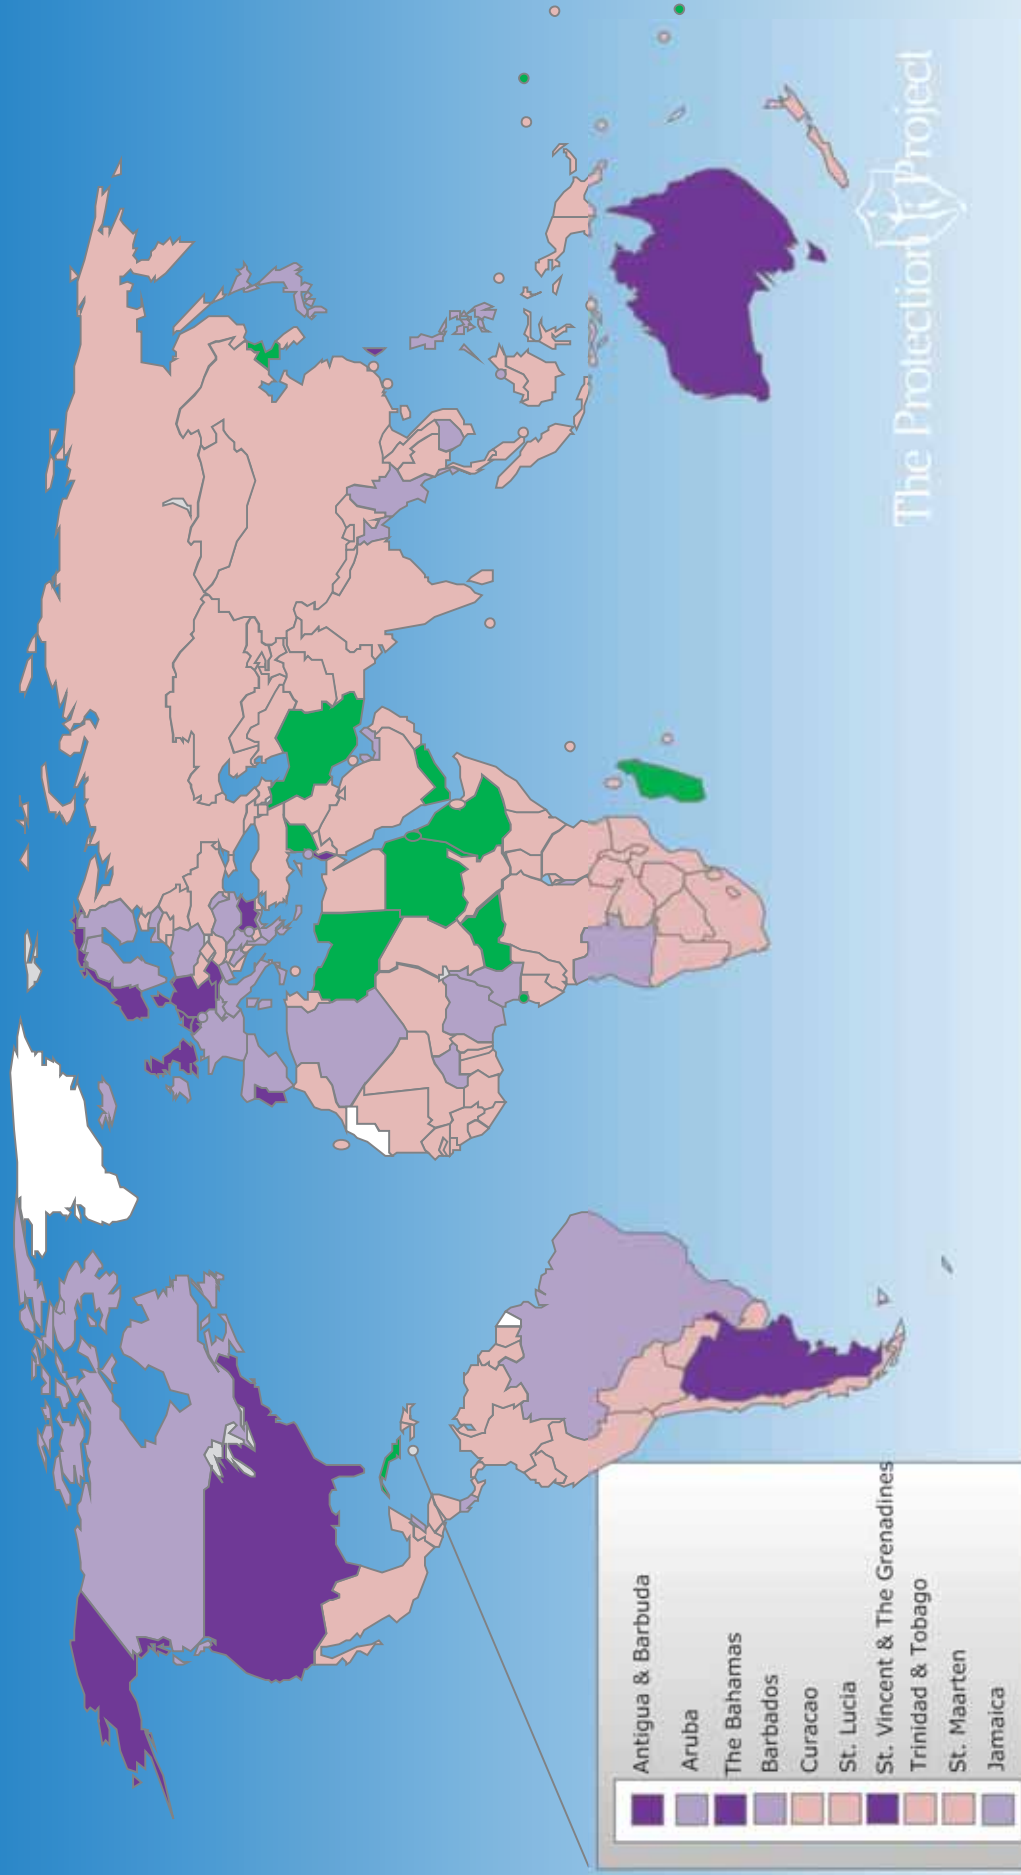 The Protection Project
Antigua & Barbuda
Aruba
The Bahamas
Barbados
Curacao
St. Lucia
St. Vincent & The Grenadines
Trinidad & Tobago
St. Maarten
Jamaica